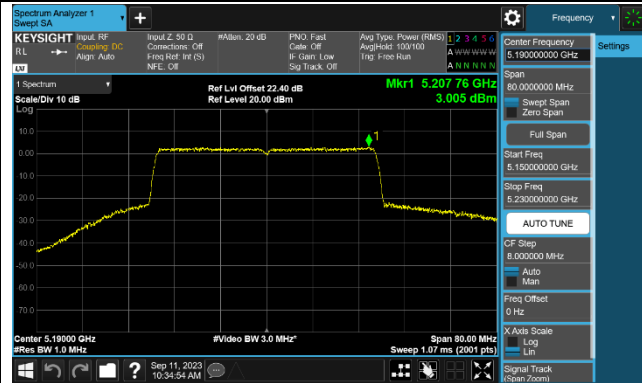 Spectrum Analyzer 1
Swept SA
Frequency
KEYSIGHT
RL
Input: RF
Coupling: DC
Align: Auto
Input Z: 50 Ω
Corrections: Off
Freq Ref: Int (S)
NFE: Off
#Atten: 20 dB
PNO: Fast
Gate: Off
IF Gain: Low
Sig Track: Off
Avg Type: Power (RMS)
Avg|Hold: 100/100
Trig: Free Run
1 2 3 4 5 6
A W W W W W
A N N N N N
LXI
1 Spectrum
Scale/Div 10 dB
Log
Ref Lvl Offset 22.40 dB
Ref Level 20.00 dBm
Mkr1 5.207 76 GHz
3.005 dBm
1
10.0
0.00
-10.0
-20.0
-30.0
-40.0
-50.0
-60.0
-70.0
Center 5.19000 GHz
#Res BW 1.0 MHz
#Video BW 3.0 MHz*
Span 80.00 MHz
Sweep 1.07 ms (2001 pts)
Sep 11, 2023
10:34:54 AM
Center Frequency
5.190000000 GHz
Span
80.0000000 MHz
Swept Span
Zero Span
Full Span
Start Freq
5.150000000 GHz
Stop Freq
5.230000000 GHz
AUTO TUNE
CF Step
8.000000 MHz
Auto
Man
Freq Offset
0 Hz
X Axis Scale
Log
Lin
Signal Track
(Span Zoom)
Settings